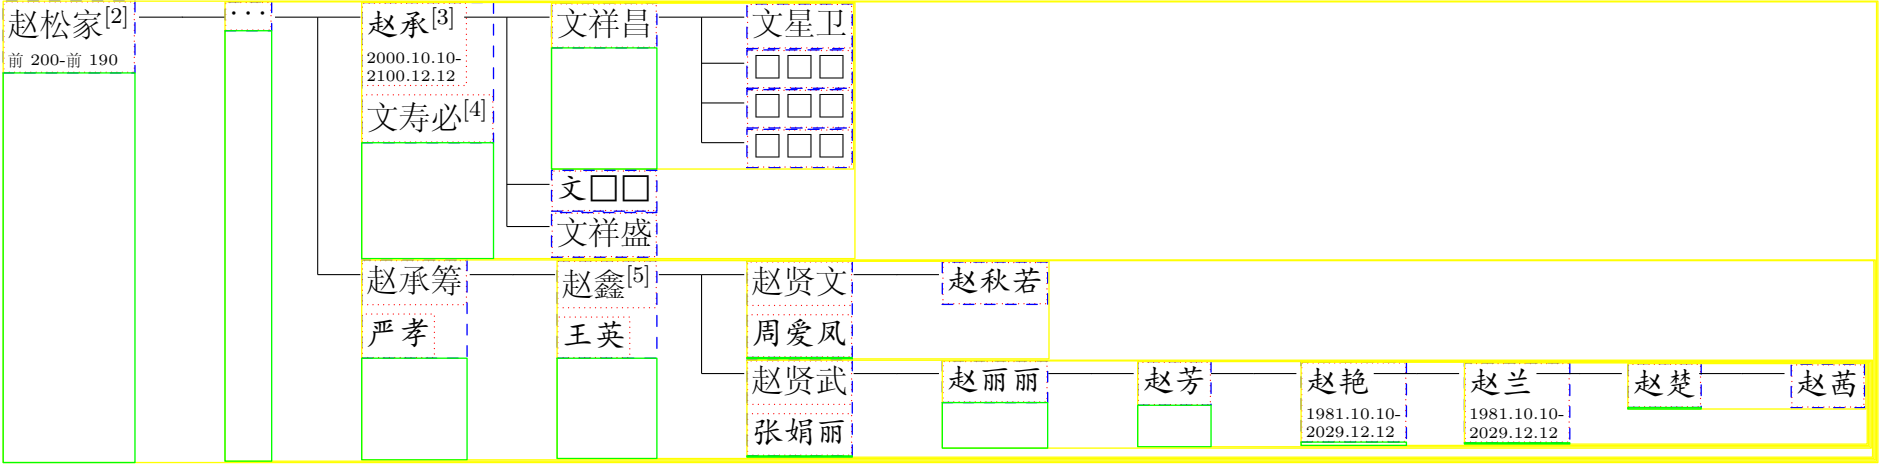 赵松家[2]
前 200-前 190
···
赵承[3]
2000.10.10-
2100.12.12
文寿必[4]
文祥昌
文星卫
□□□
□□□
□□□
文□□
文祥盛
赵承筹
严孝
赵鑫[5]
王英
赵贤文
周爱凤
赵秋若
赵贤武
张娟丽
赵丽丽
赵芳
赵艳
1981.10.10-
2029.12.12
赵兰
1981.10.10-
2029.12.12
赵楚
赵茜